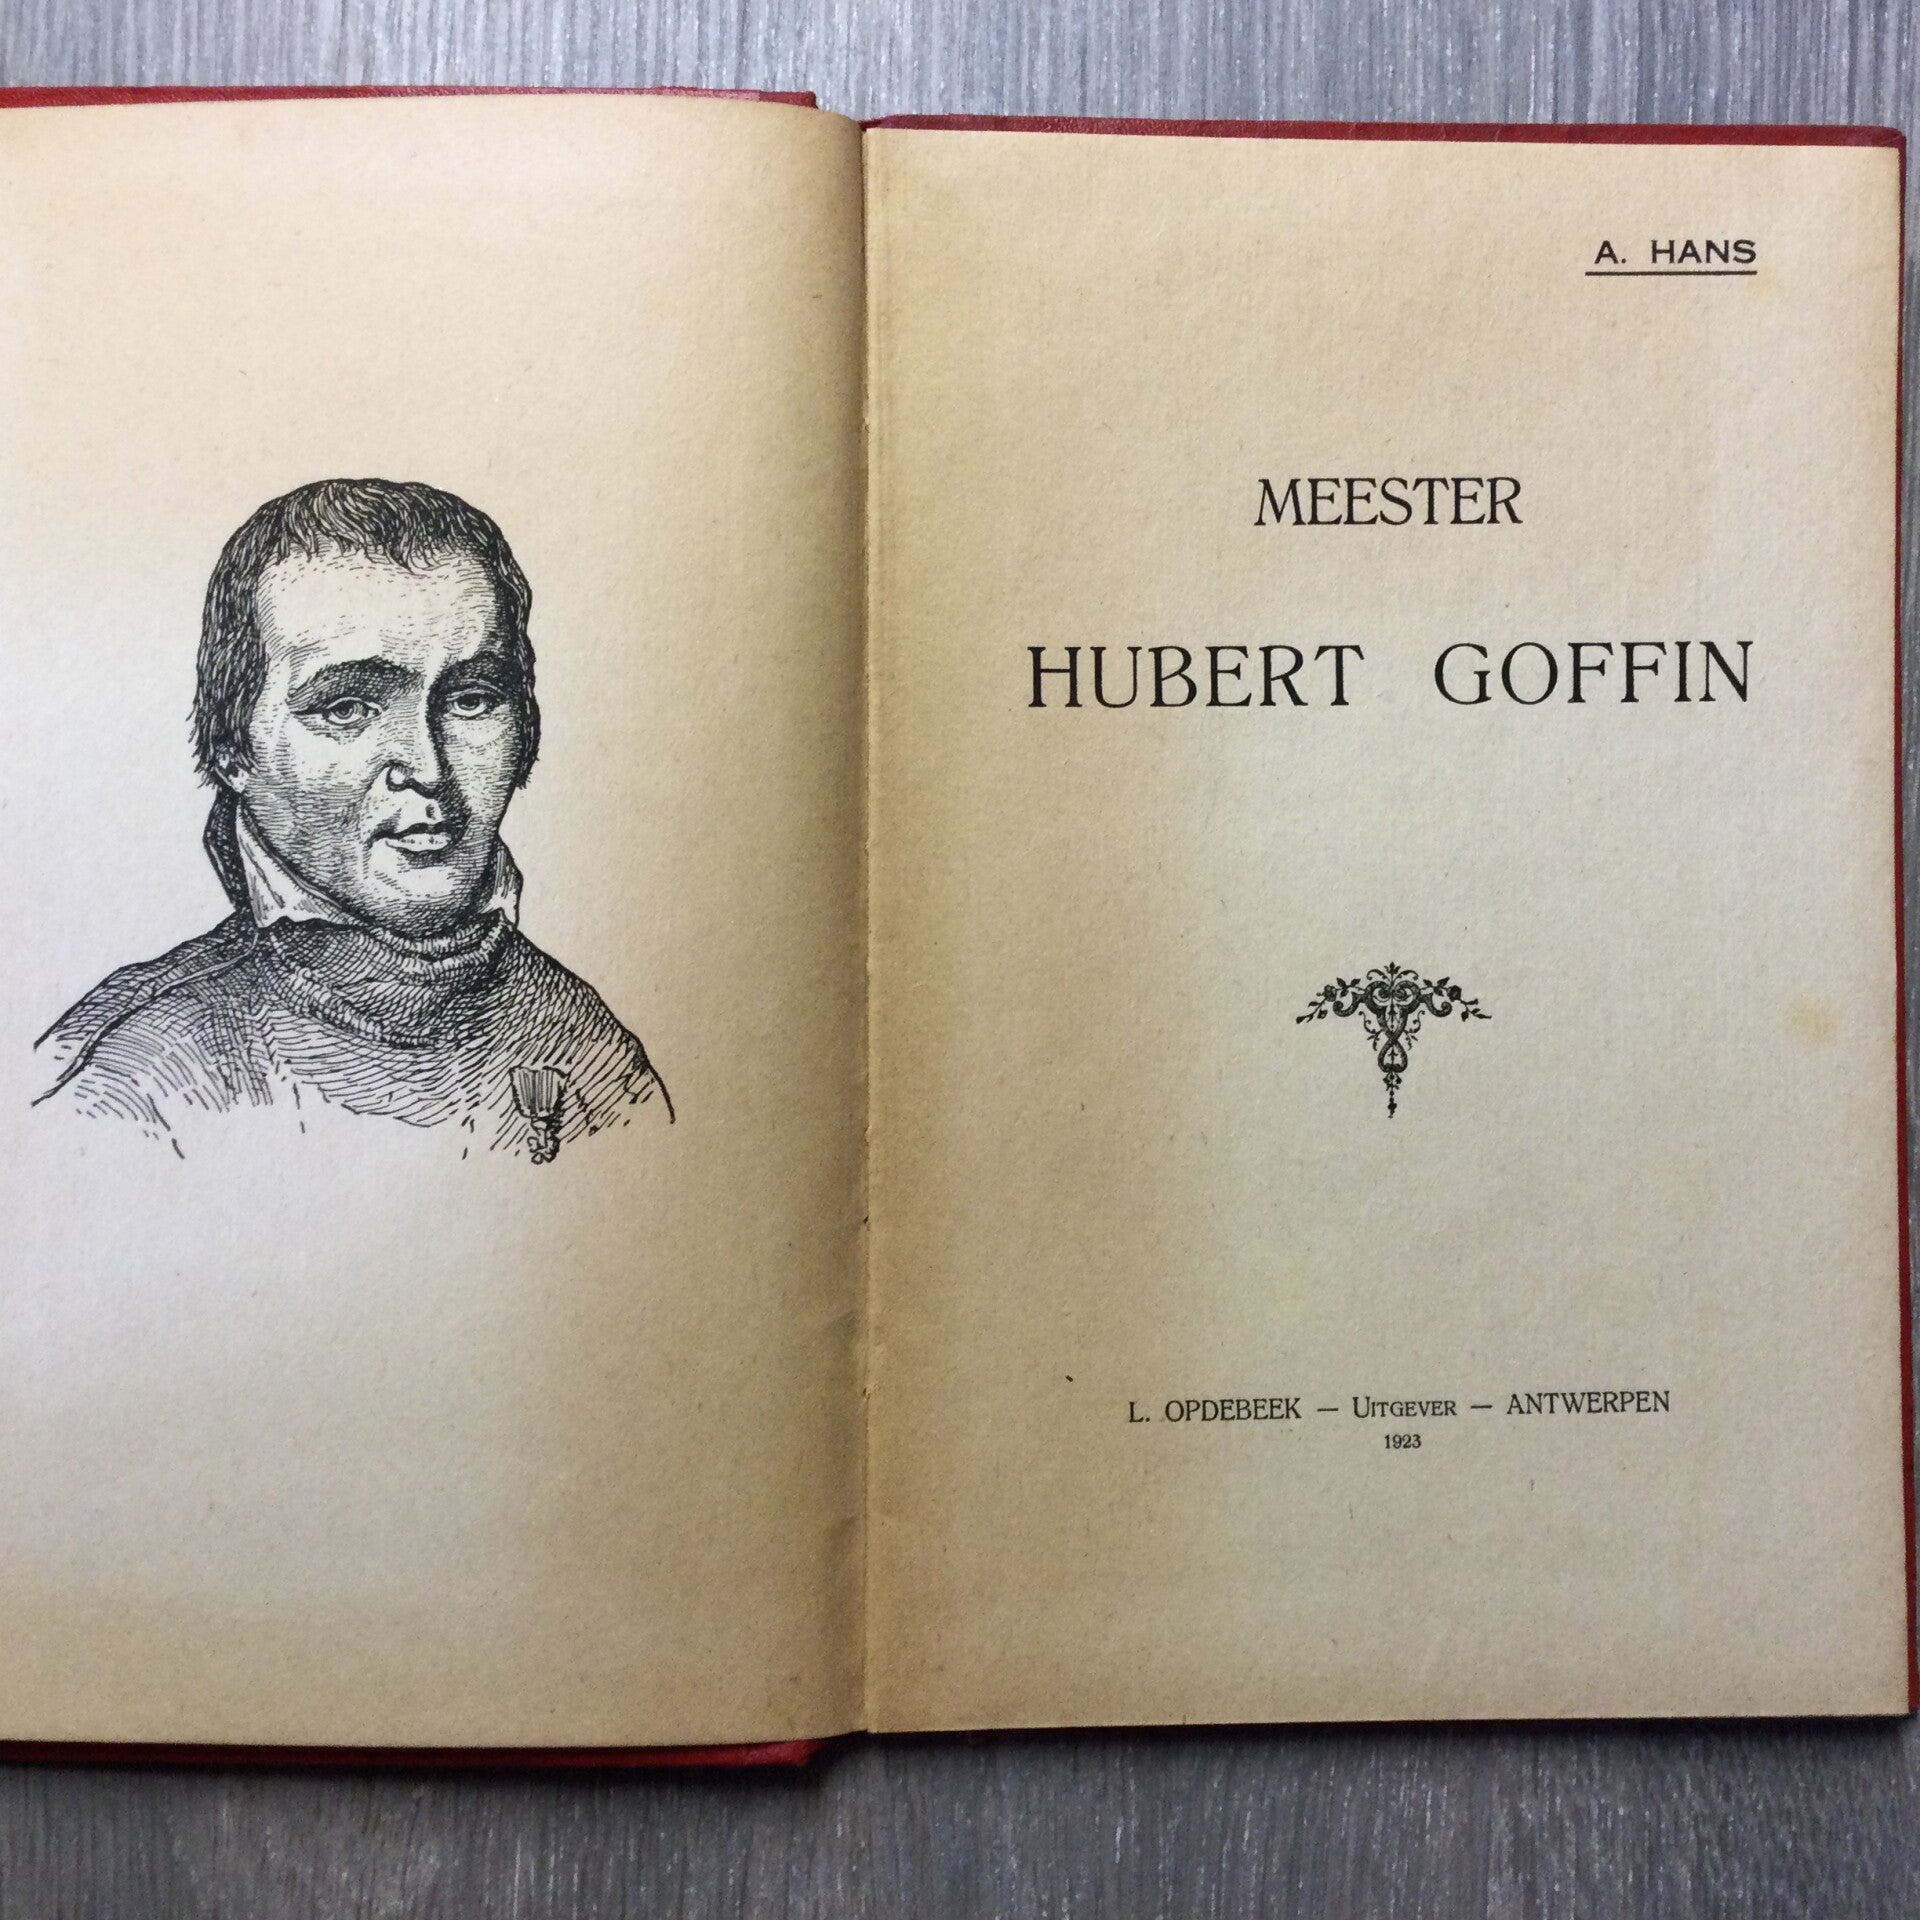 A. HANS
MEESTER
HUBERT GOFFIN
L. OPDEBEEK — UITGEVER — ANTWERPEN
1923